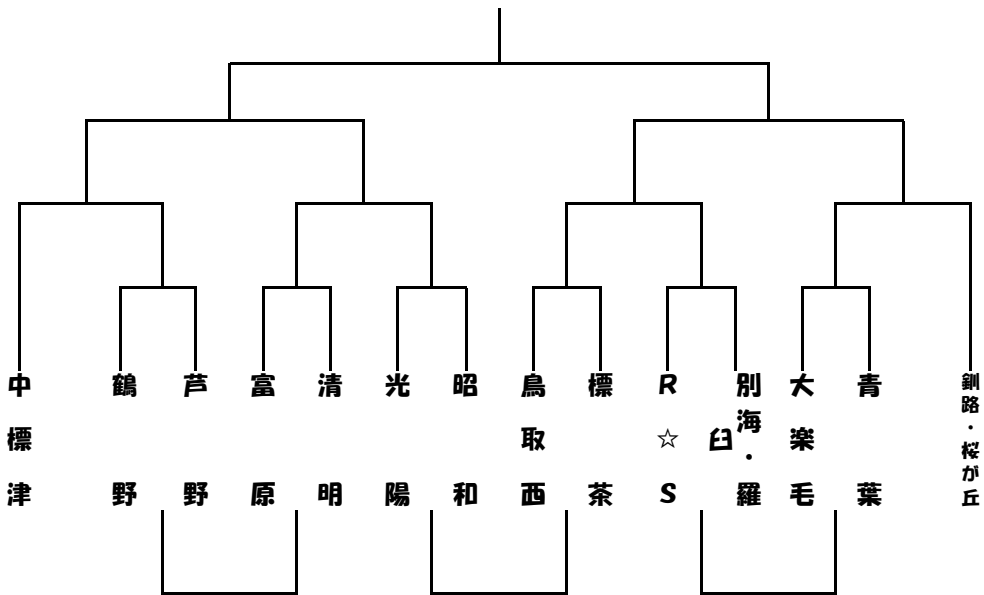 中標津
鶴野
芦野
富原
清明
光陽
昭和
鳥取西
標茶
R☆S
別海・羅臼
大楽毛
青葉
釧路・桜が丘